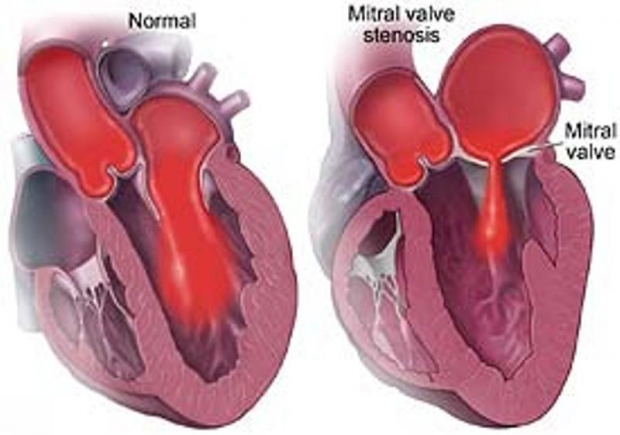 Normal
Mitral valve
stenosis
Mitral
valve